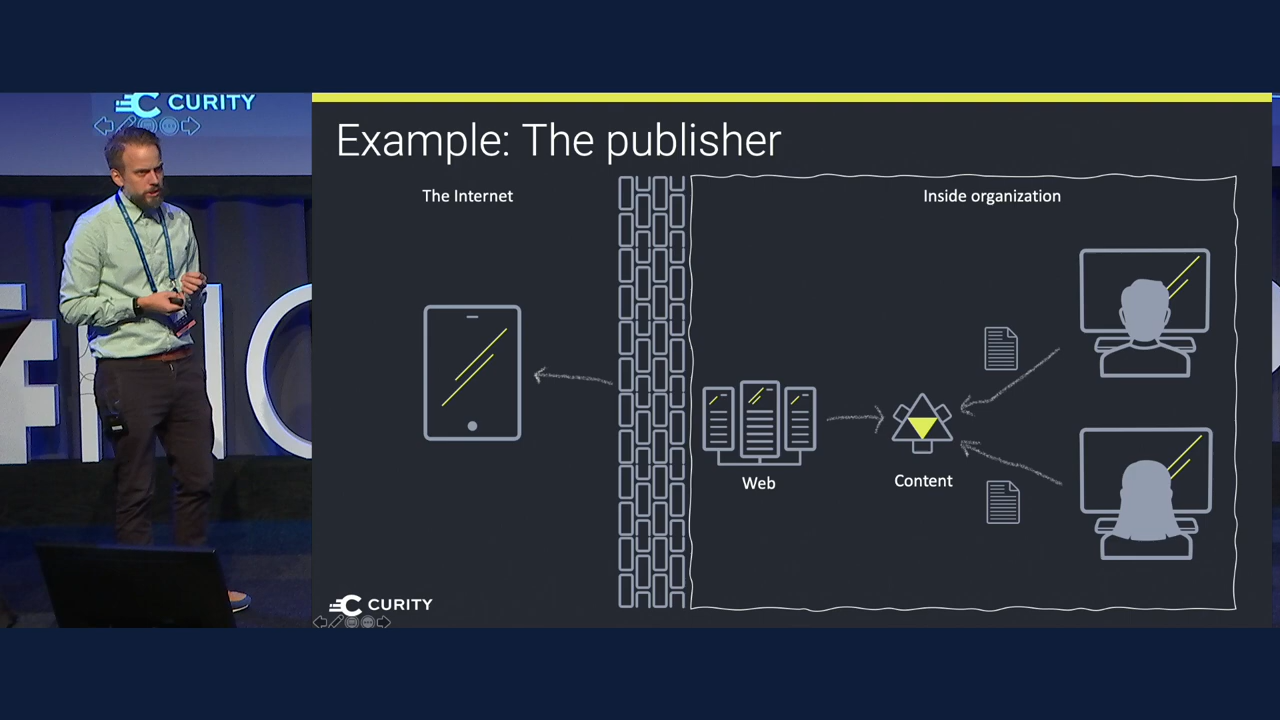 CURITY
Example: The publisher
The Internet
Inside organization
Web
Content
CURITY